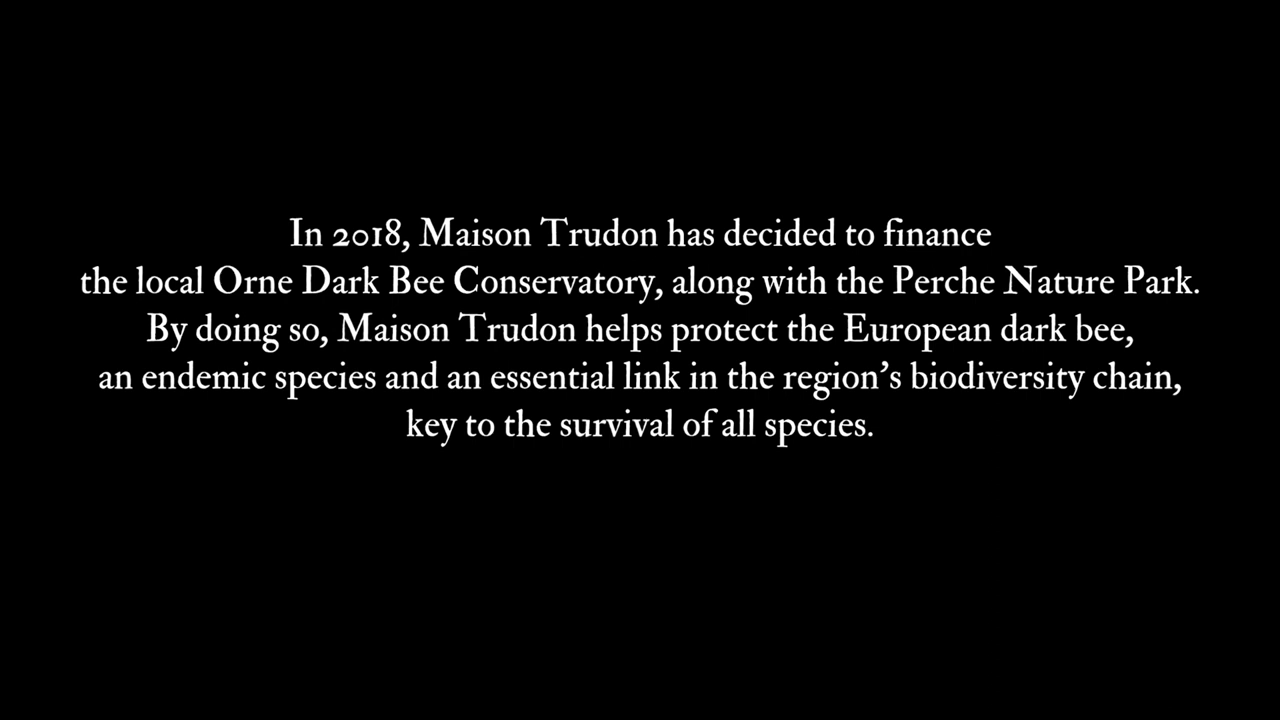 In 2018, Maison Trudon has decided to finance
the local Orne Dark Bee Conservatory, along with the Perche Nature Park.
By doing so, Maison Trudon helps protect the European dark bee,
an endemic species and an essential link in the region’s biodiversity chain,
key to the survival of all species.